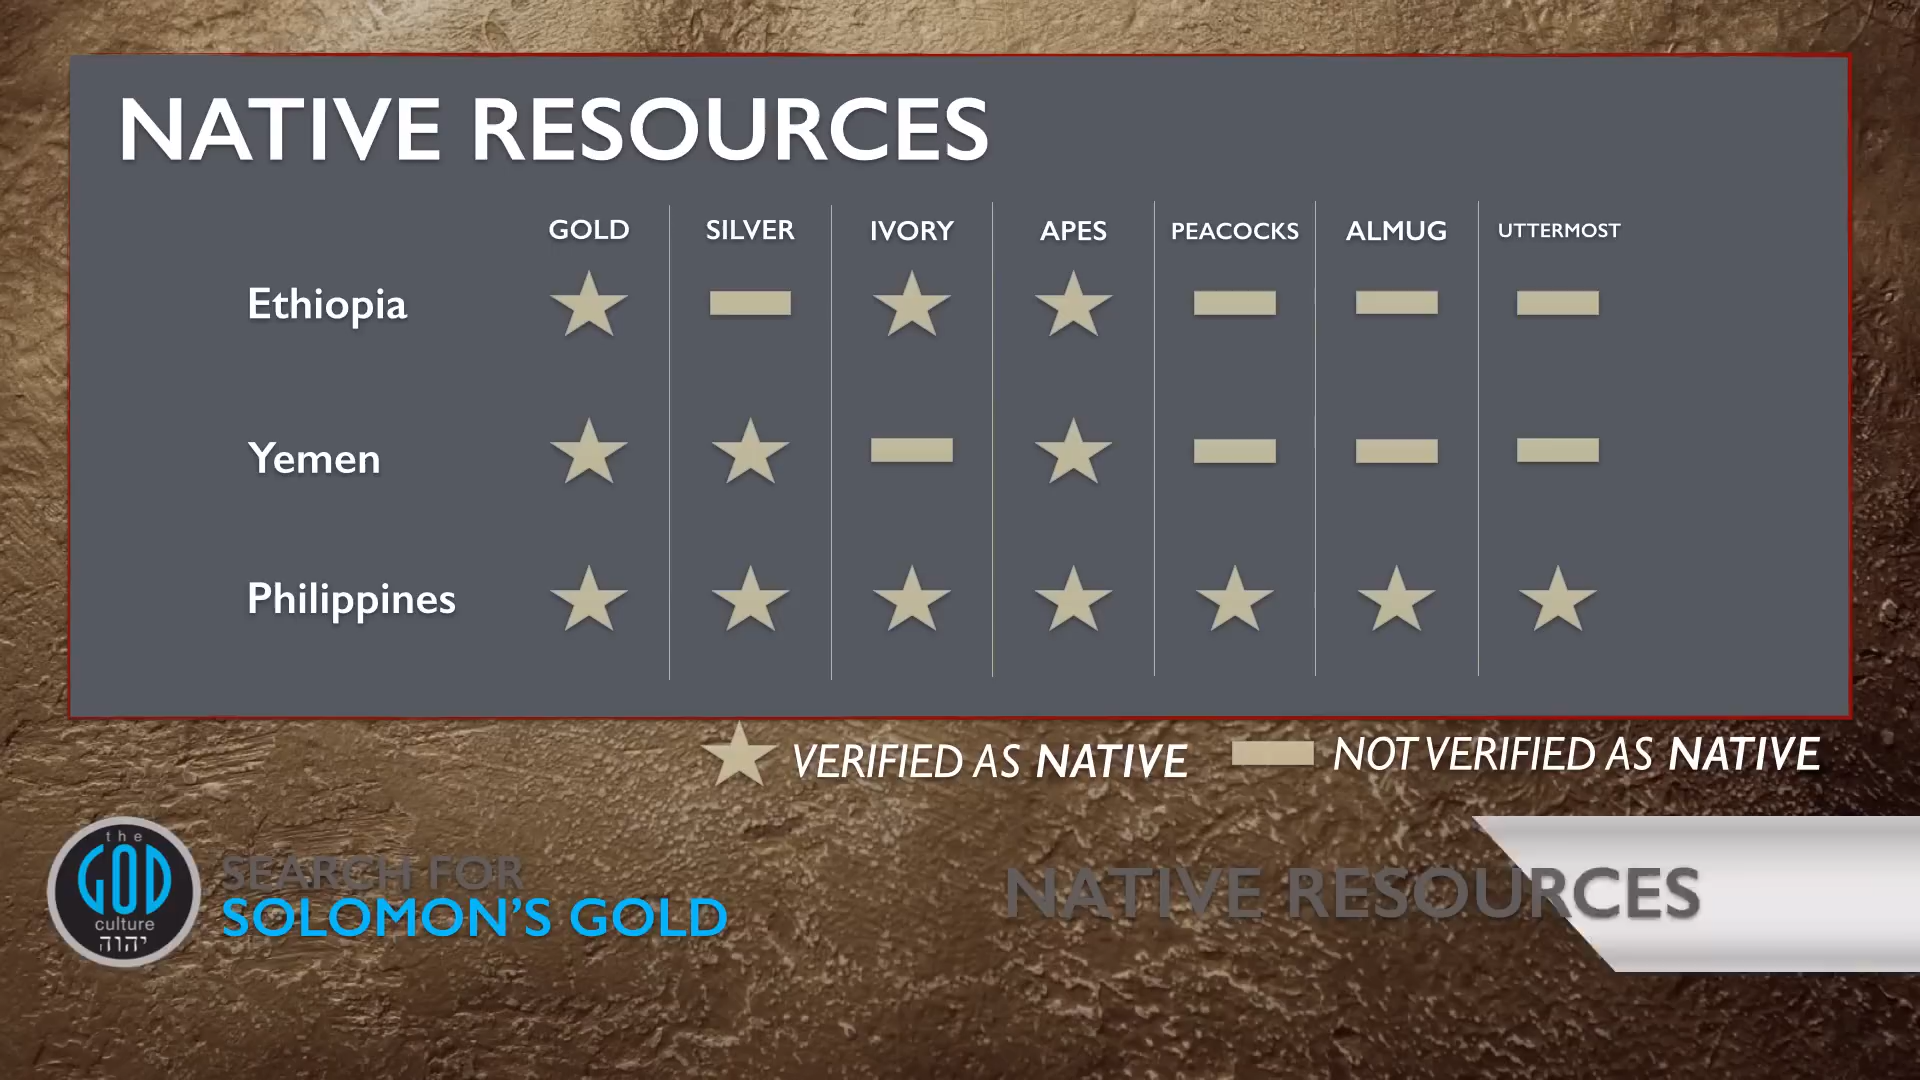 NATIVE RESOURCES
GOLD SILVER IVORY APES PEACOCKS ALMUG UTTERMOST
Ethiopia
Yemen
Philippines
VERIFIED AS NATIVE NOT VERIFIED AS NATIVE
the
GOD
culture
יהוה
SEARCH FOR
SOLOMON'S GOLD
NATIVE RESOURCES